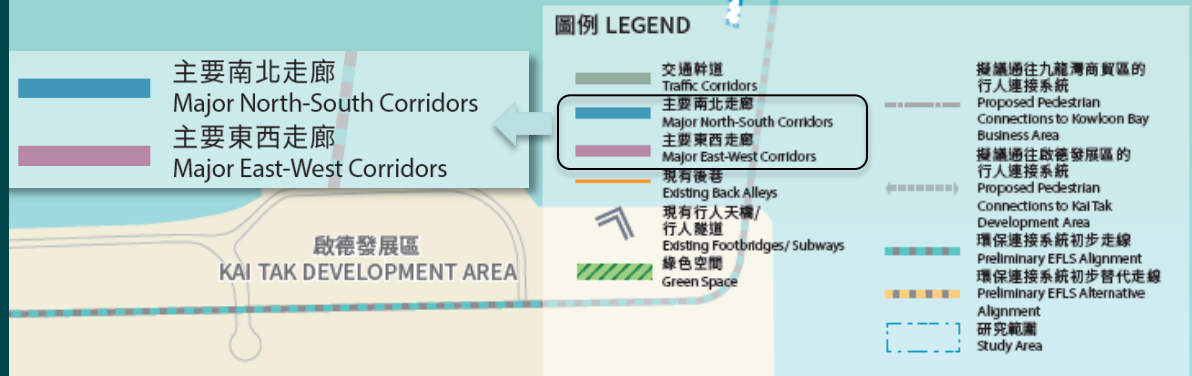 圖例 LEGEND
主要南北走廊
Major North-South Corridors
主要東西走廊
Major East-West Corridors
啟德發展區
KAI TAK DEVELOPMENT AREA
交通幹道
Traffic Corridors
主要南北走廊
Major North-South Corridors
主要東西走廊
Major East-West Corridors
現有後巷
Existing Back Alleys
現有行人天橋/
行人隧道
Existing Footbridges/ Subways
綠色空間
Green Space
擬議通往九龍灣商貿區的
行人連接系統
Proposed Pedestrian
Connections to Kowloon Bay
Business Area
擬議通往啟德發展區的
行人連接系統
Proposed Pedestrian
Connections to Kai Tak
Development Area
環保連接系統初步走線
Preliminary EFLS Alignment
環保連接系統初步替代走線
Preliminary EFLS Alternative
Alignment
研究範圍
Study Area